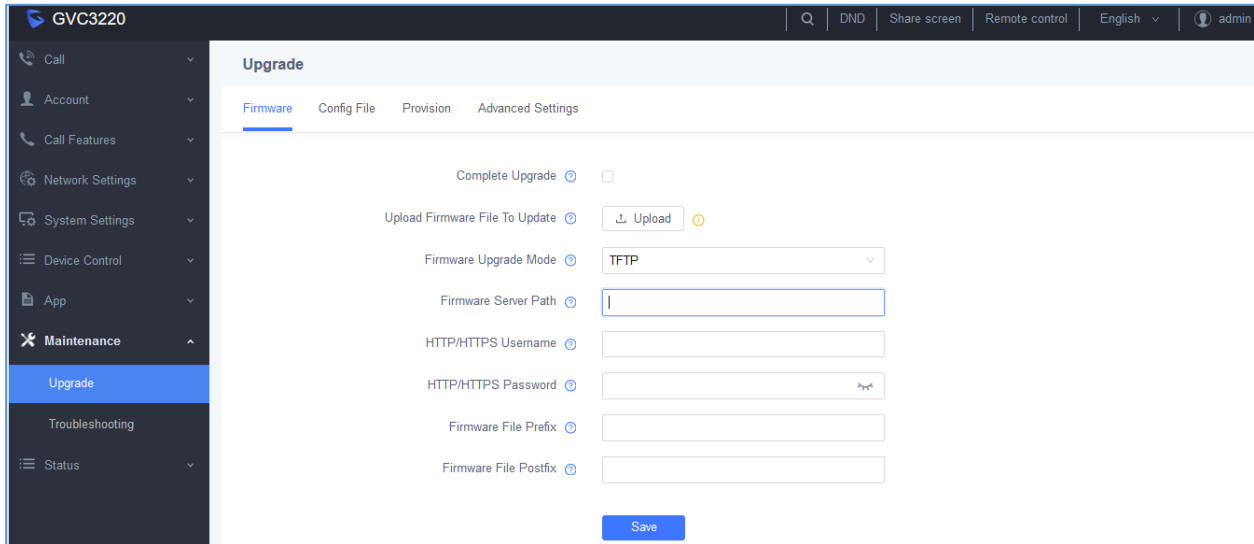 GVC3220
DND
Share screen
Remote control
English
admin
Call
Account
Call Features
Network Settings
System Settings
Device Control
App
Maintenance
Upgrade
Troubleshooting
Status
Upgrade
Firmware Config File Provision Advanced Settings
Complete Upgrade
Upload Firmware File To Update Upload
Firmware Upgrade Mode TFTP
Firmware Server Path
HTTP/HTTPS Username
HTTP/HTTPS Password
Firmware File Prefix
Firmware File Postfix
Save